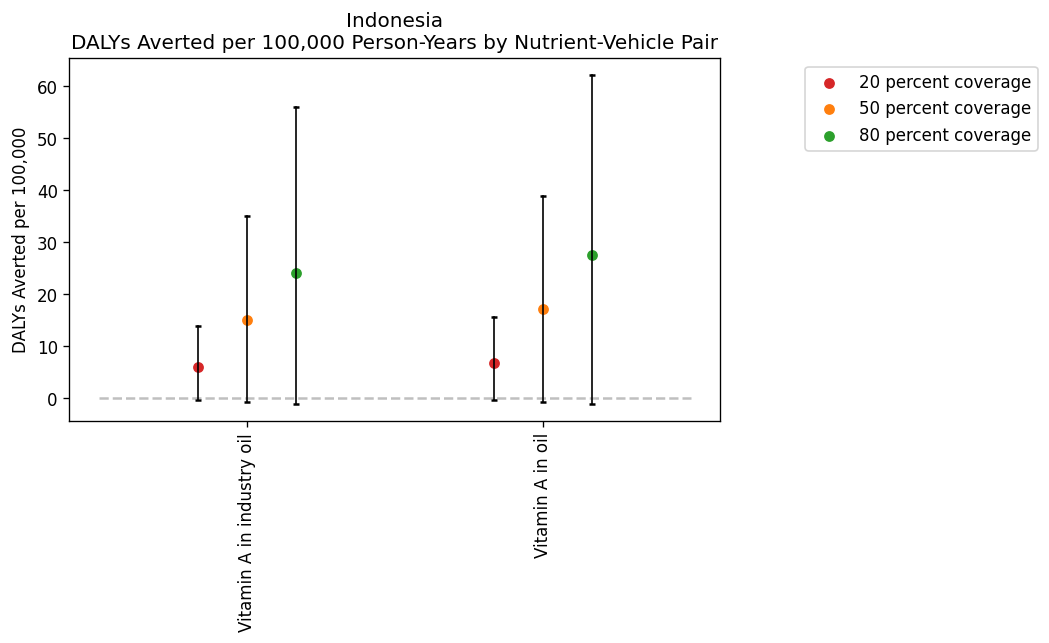 Indonesia
DALYs Averted per 100,000 Person-Years by Nutrient-Vehicle Pair
DALYs Averted per 100,000
60
50
40
30
20
10
0
Vitamin A in industry oil
Vitamin A in oil
20 percent coverage
50 percent coverage
80 percent coverage